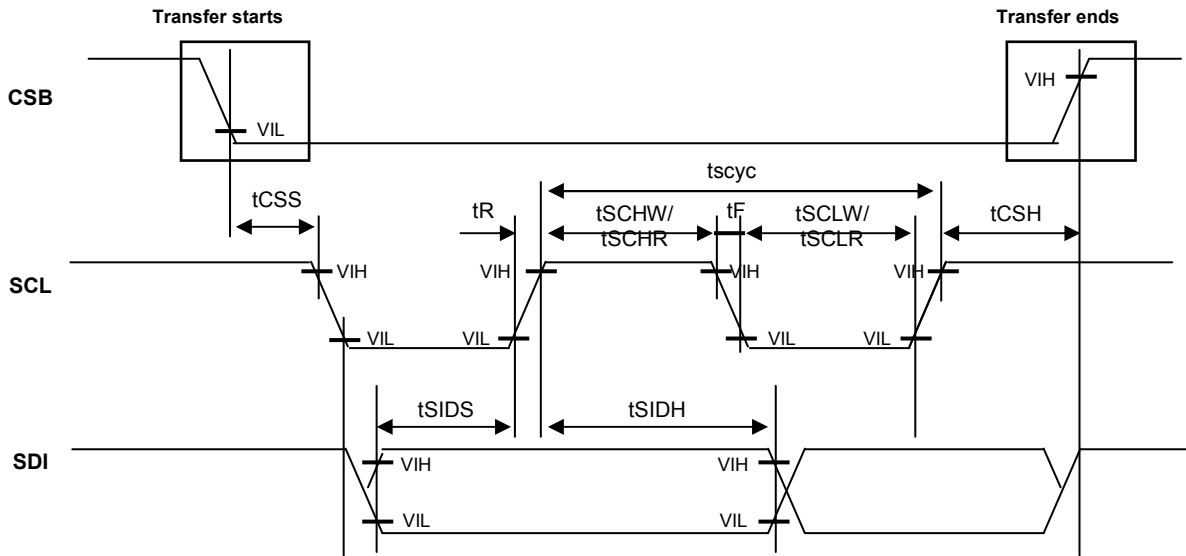 Transfer starts
Transfer ends
CSB
VIL
VIH
tCSS
tR
tscyc
tSCHW/
tSCHR
tF
tSCLW/
tSCLR
tCSH
SCL
VIH
VIH
VIH
VIH
VIL
VIL
VIL
VIL
tSIDS
tSIDH
SDI
VIH
VIH
VIL
VIL